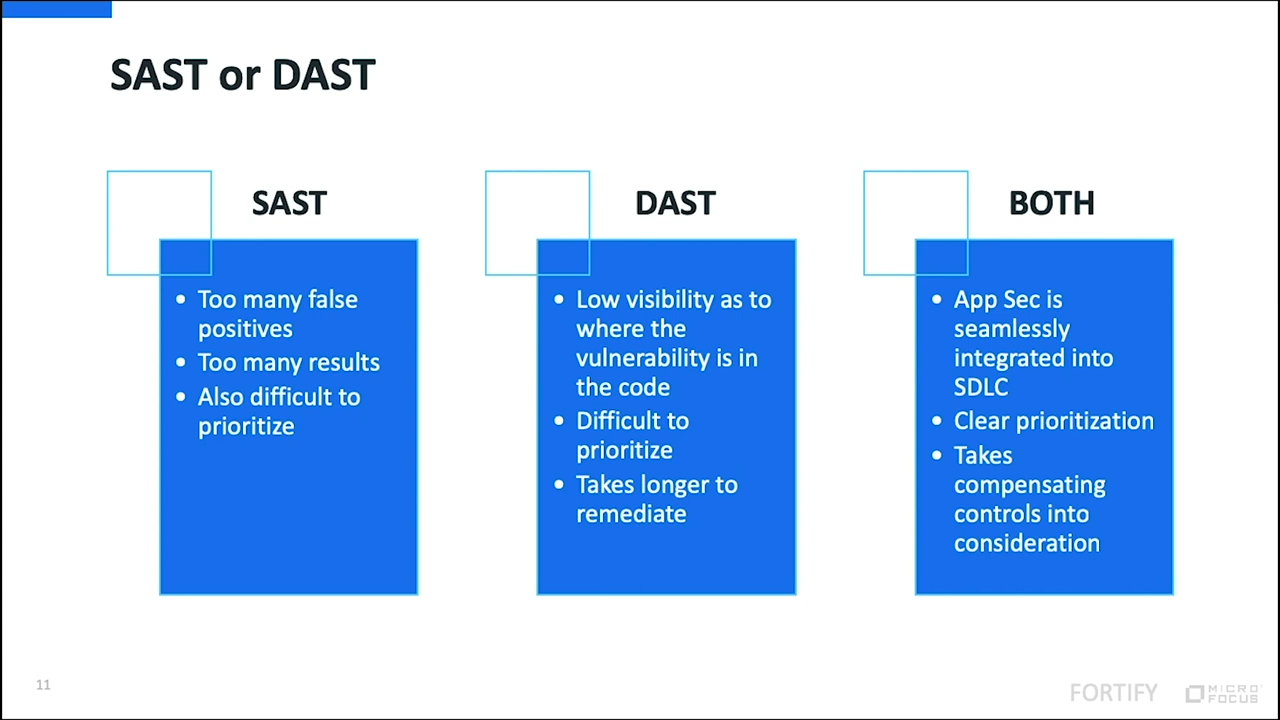 SAST or DAST
SAST
• Too many false
positives
• Too many results
• Also difficult to
prioritize
DAST
• Low visibility as to
where the
vulnerability is in
the code
• Difficult to
prioritize
• Takes longer to
remediate
BOTH
• App Sec is
seamlessly
integrated into
SDLC
• Clear prioritization
• Takes
compensating
controls into
consideration
11
FORTIFY
MICRO
FOCUS